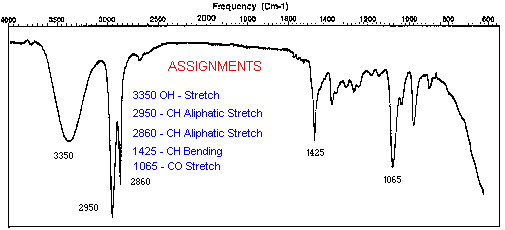 Frequency (Cm-1)
4000 3500 3000 2500 2000 1800 1600 1400 1200 1000 800 600
ASSIGNMENTS
3350 OH - Stretch
2950 - CH Aliphatic Stretch
2860 - CH Aliphatic Stretch
1425 - CH Bending
1065 - CO Stretch
3350
1425
1065
2860
2950